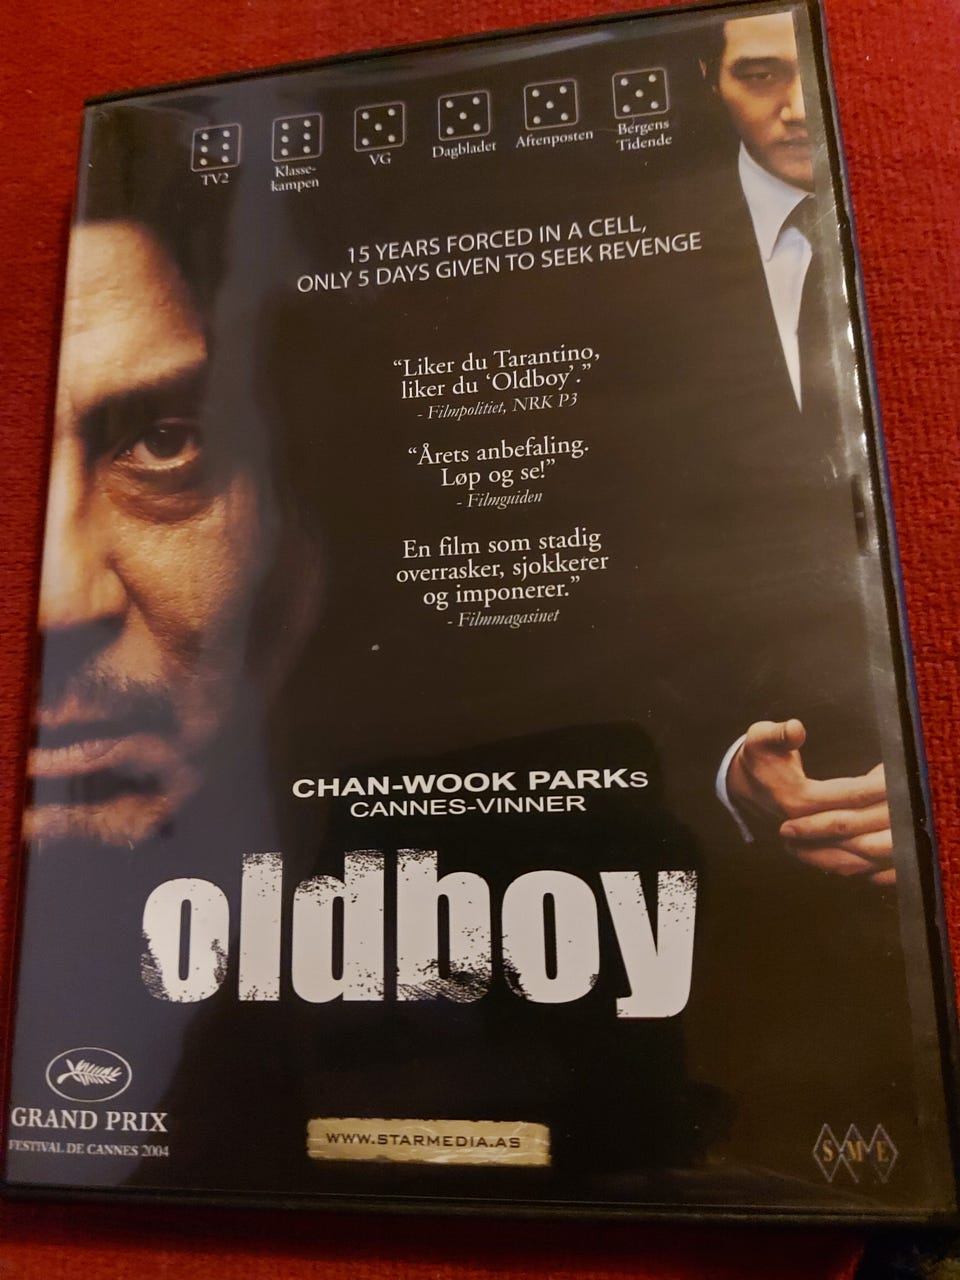 TV2
Klasse-
kampen
VG
Dagbladet
Aftenposten
Bergens
Tidende
15 YEARS FORCED IN A CELL,
ONLY 5 DAYS GIVEN TO SEEK REVENGE
“Liker du Tarantino,
liker du ‘Oldboy’.”
- Filmpolitiet, NRK P3
“Årets anbefaling.
Løp og se!”
- Filmguiden
En film som stadig
overrasker, sjokkerer
og imponerer.”
- Filmmagasinet
CHAN-WOOK PARKs
CANNES-VINNER
oldboy
GRAND PRIX
FESTIVAL DE CANNES 2004
WWW.STARMEDIA.AS
SME